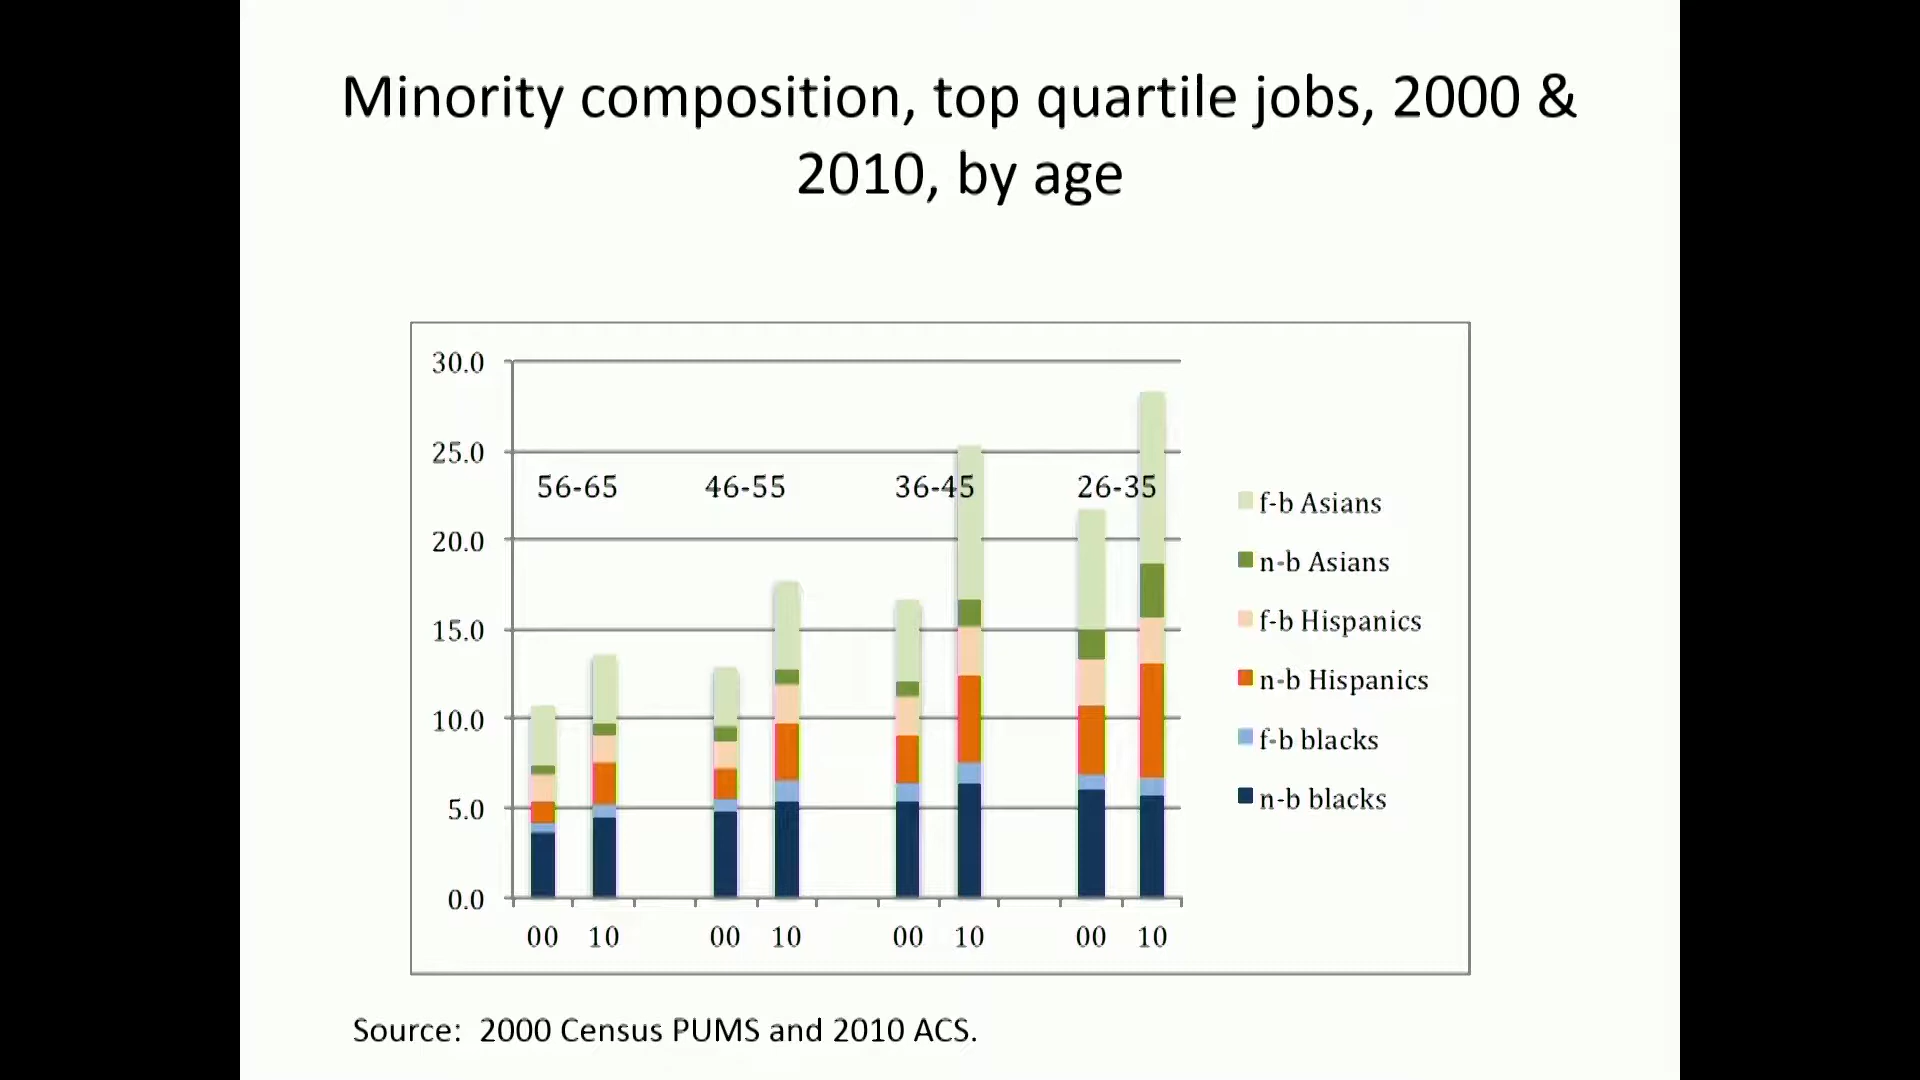 Minority composition, top quartile jobs, 2000 &
2010, by age
30.0
25.0
20.0
15.0
10.0
5.0
0.0
56-65
46-55
36-45
26-35
00 10 00 10 00 10 00 10
f-b Asians
n-b Asians
f-b Hispanics
n-b Hispanics
f-b blacks
n-b blacks
Source: 2000 Census PUMS and 2010 ACS.